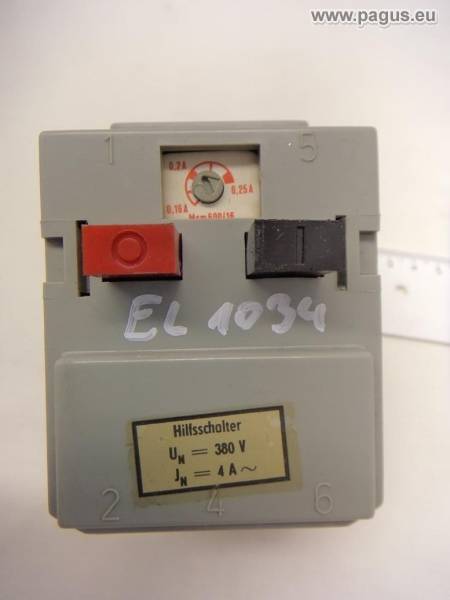 www.pagus.eu
1 5
0,2A
0,25A
0,16A
EL 1034
Hilfsschalter
UN = 380 V
JN = 4 A ~
2 4 6